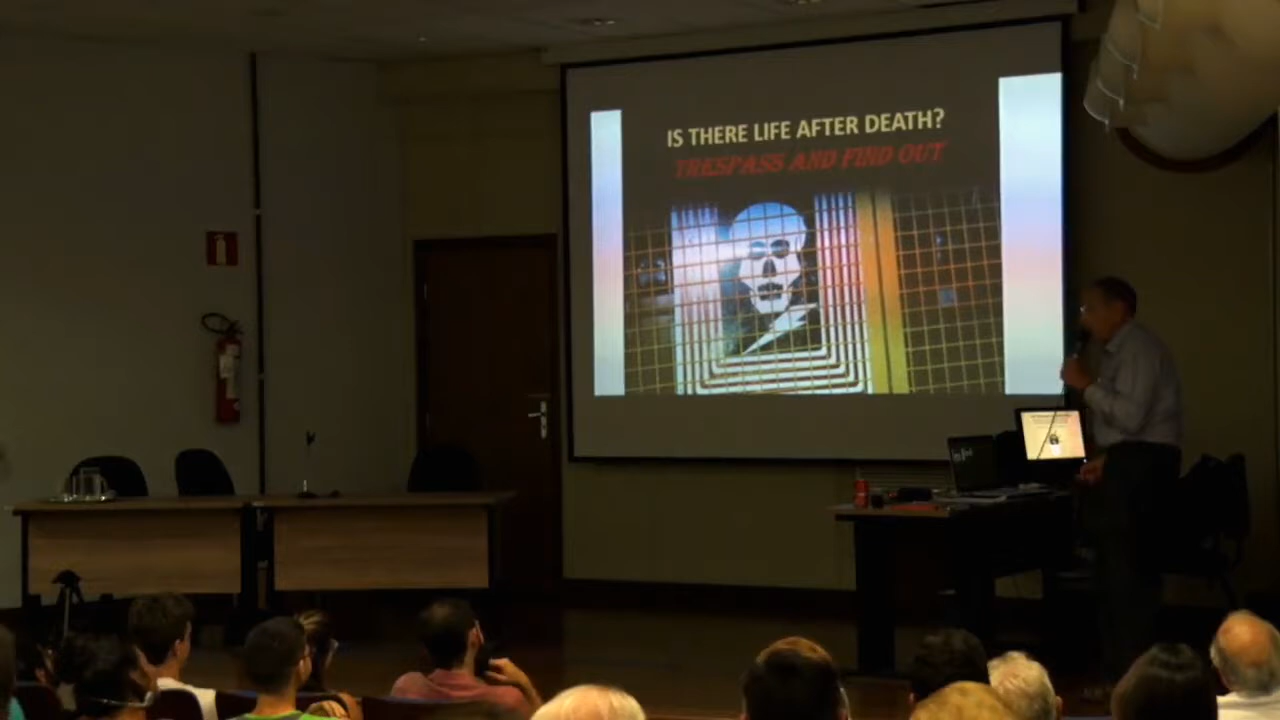 IS THERE LIFE AFTER DEATH?
TRESPASS AND FIND OUT